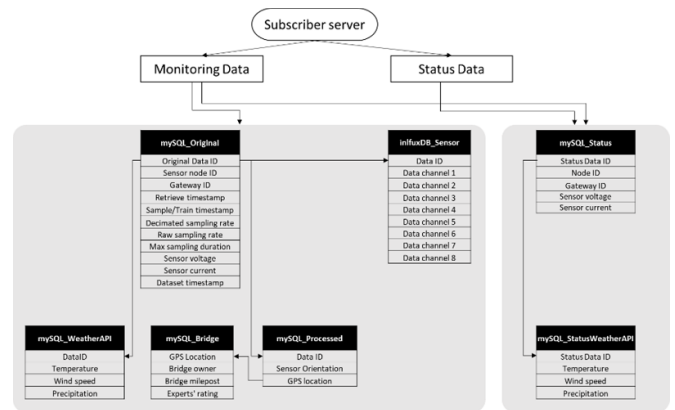 Subscriber server
Monitoring Data
Status Data
mySQL_Original
Original Data ID
Sensor node ID
Gateway ID
Retrieve timestamp
Sample/Train timestamp
Decimated sampling rate
Raw sampling rate
Max sampling duration
Sensor voltage
Sensor current
Dataset timestamp
inlfuxDB_Sensor
Data ID
Data channel 1
Data channel 2
Data channel 3
Data channel 4
Data channel 5
Data channel 6
Data channel 7
Data channel 8
mySQL_Status
Status Data ID
Node ID
Gateway ID
Sensor voltage
Sensor current
mySQL_WeatherAPI
DataID
Temperature
Wind speed
Precipitation
mySQL_Bridge
GPS Location
Bridge owner
Bridge milepost
Experts' rating
mySQL_Processed
Data ID
Sensor Orientation
GPS location
mySQL_StatusWeatherAPI
Status Data ID
Temperature
Wind speed
Precipitation